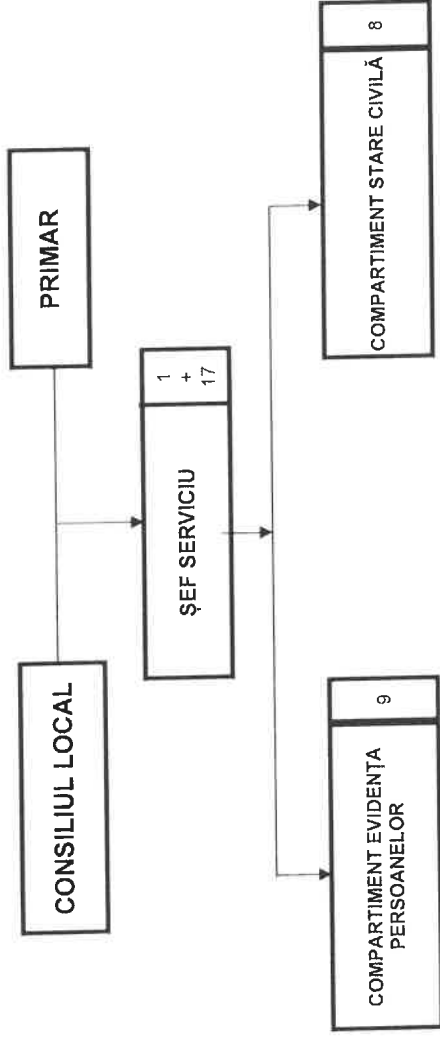 CONSILIUL LOCAL
PRIMAR
ȘEF SERVICIU
1
+
17
COMPARTIMENT EVIDENȚA
PERSOANELOR
9
COMPARTIMENT STARE CIVILĂ
8